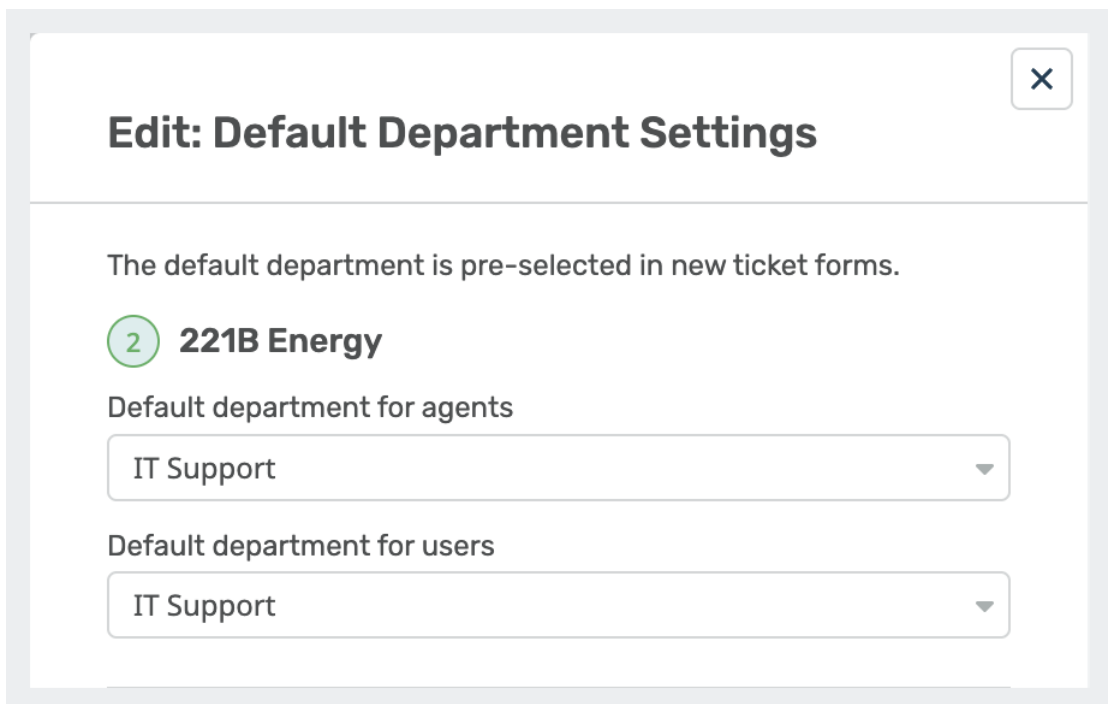 Edit: Default Department Settings
The default department is pre-selected in new ticket forms.
2 221B Energy
Default department for agents
IT Support
Default department for users
IT Support